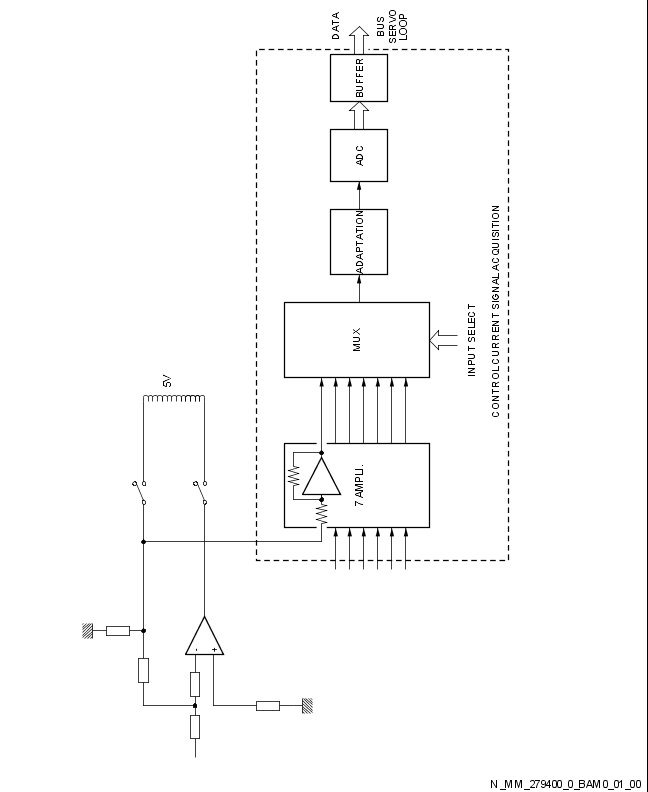 DATA
BUS
SERVO
LOOP
BUFFER
ADC
ADAPTATION
MUX
INPUT SELECT
CONTROL CURRENT SIGNAL ACQUISITION
5V
7 AMPLI.
-
+
N_MM_279400_0_BAM0_01_00